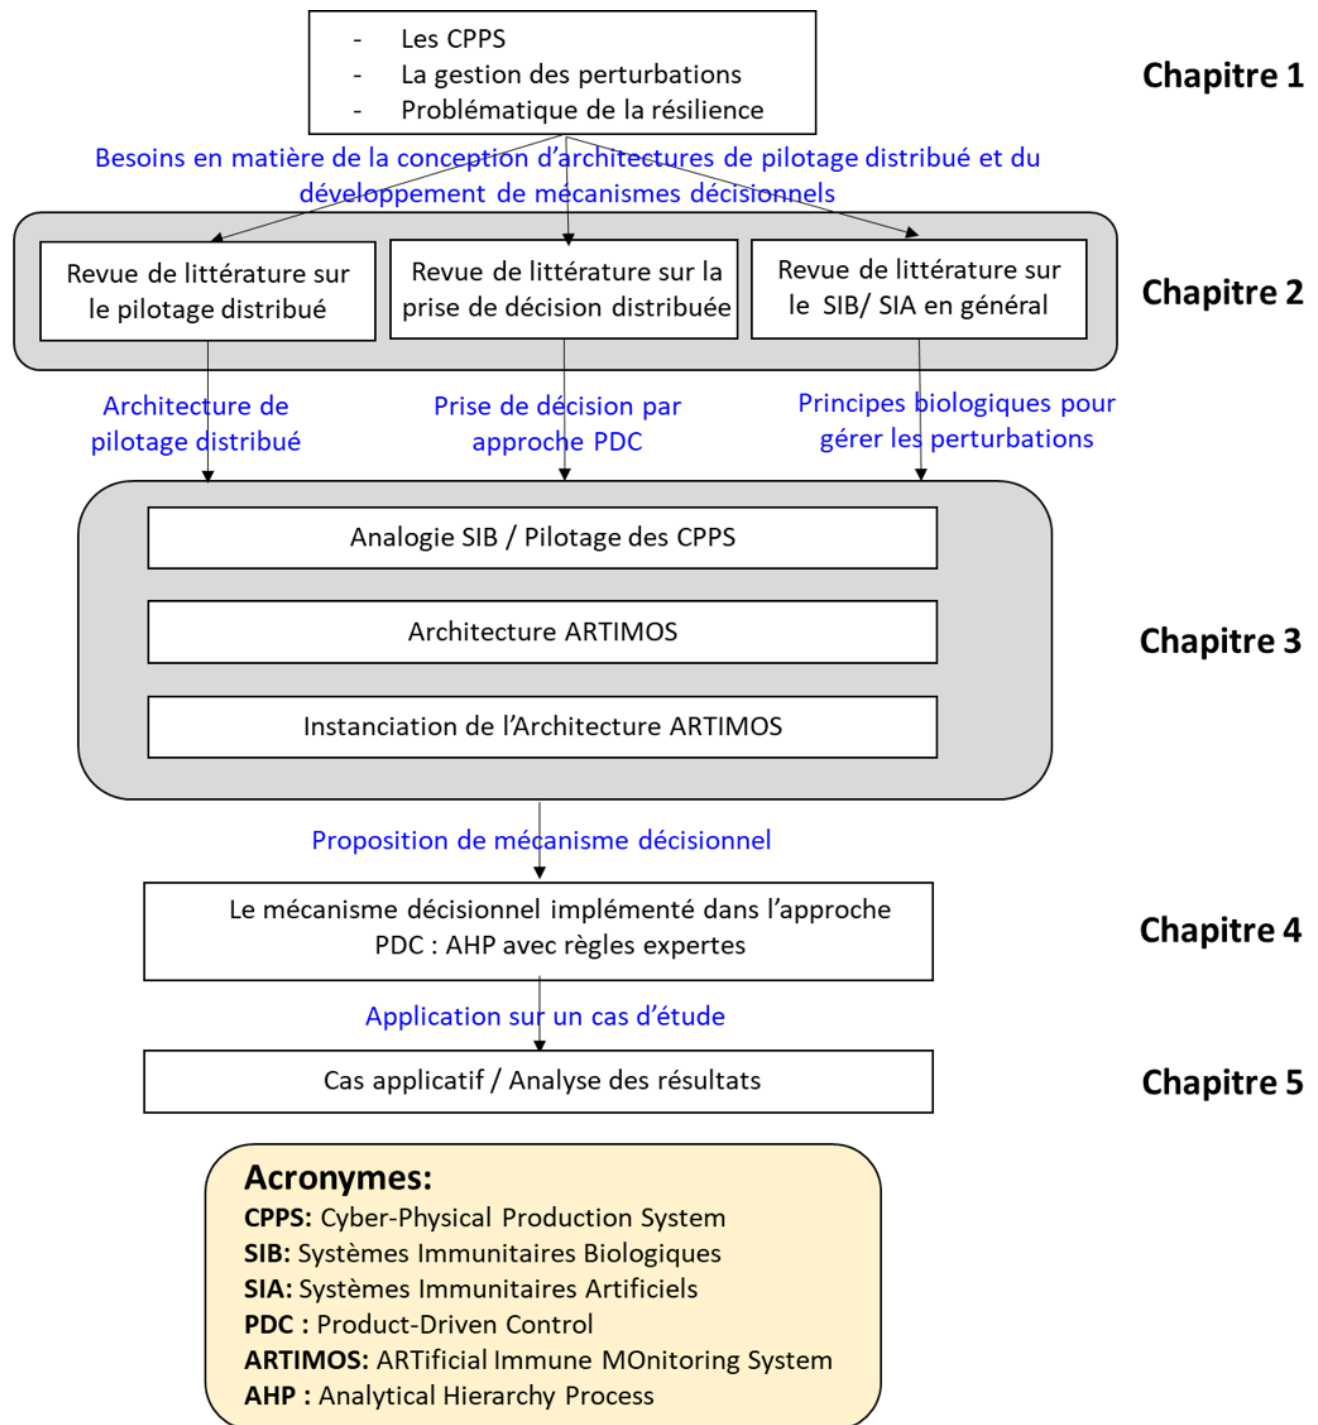 - Les CPPS
- La gestion des perturbations
- Problématique de la résilience
Chapitre 1
Besoins en matière de la conception d'architectures de pilotage distribué et du
développement de mécanismes décisionnels
Revue de littérature sur
le pilotage distribué
Revue de littérature sur la
prise de décision distribuée
Revue de littérature sur
le SIB/ SIA en général
Chapitre 2
Architecture de
pilotage distribué
Prise de décision par
approche PDC
Principes biologiques pour
gérer les perturbations
Analogie SIB / Pilotage des CPPS
Architecture ARTIMOS
Instanciation de l'Architecture ARTIMOS
Chapitre 3
Proposition de mécanisme décisionnel
Le mécanisme décisionnel implémenté dans l'approche
PDC : AHP avec règles expertes
Chapitre 4
Application sur un cas d'étude
Cas applicatif / Analyse des résultats
Chapitre 5
Acronymes:
CPPS: Cyber-Physical Production System
SIB: Systèmes Immunitaires Biologiques
SIA: Systèmes Immunitaires Artificiels
PDC : Product-Driven Control
ARTIMOS: ARTificial Immune MOnitoring System
AHP : Analytical Hierarchy Process